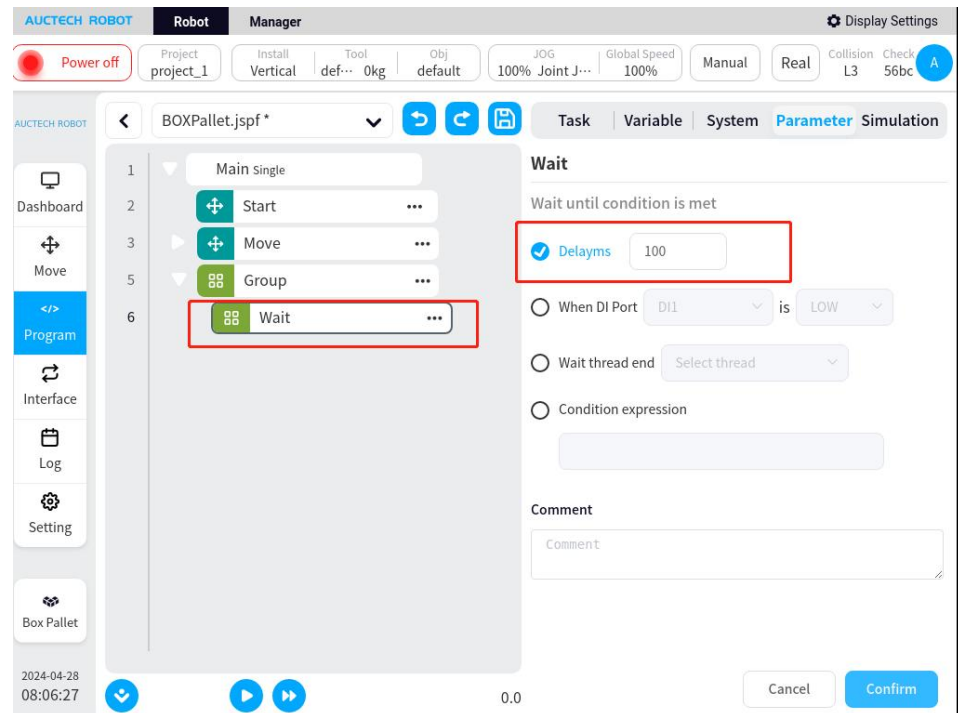 AUCTECH ROBOT Robot Manager Display Settings
Power off Project Install Tool Obj JOG Global Speed Manual Real Collision Check A
project_1 Vertical def··· 0kg default 100% Joint J··· 100% L3 56bc
AUCTECH ROBOT BOXPallet.jspf * Task Variable System Parameter Simulation
1 Main Single
2 Start ···
3 Move ···
5 Group ···
6 Wait ···
Wait
Wait until condition is met
Delayms 100
When DI Port DI1 is LOW
Wait thread end Select thread
Condition expression
Comment
Comment
Dashboard
Move
</>
Program
Interface
Log
Setting
Box Pallet
2024-04-28
08:06:27
0.0
Cancel Confirm